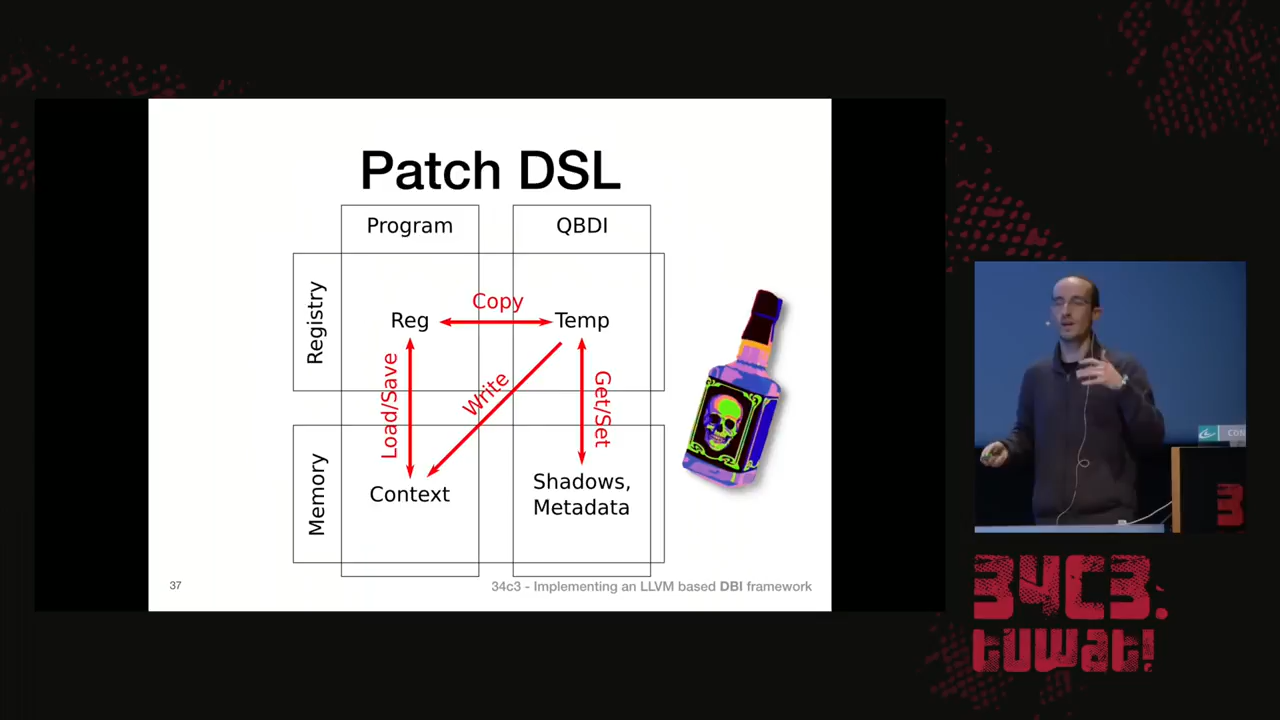 Patch DSL
Program
QBDI
Registry
Copy
Reg
Temp
Load/Save
Write
Get/Set
Memory
Context
Shadows,
Metadata
37
34c3 - Implementing an LLVM based DBI framework
CON
34C3.
tuwat!